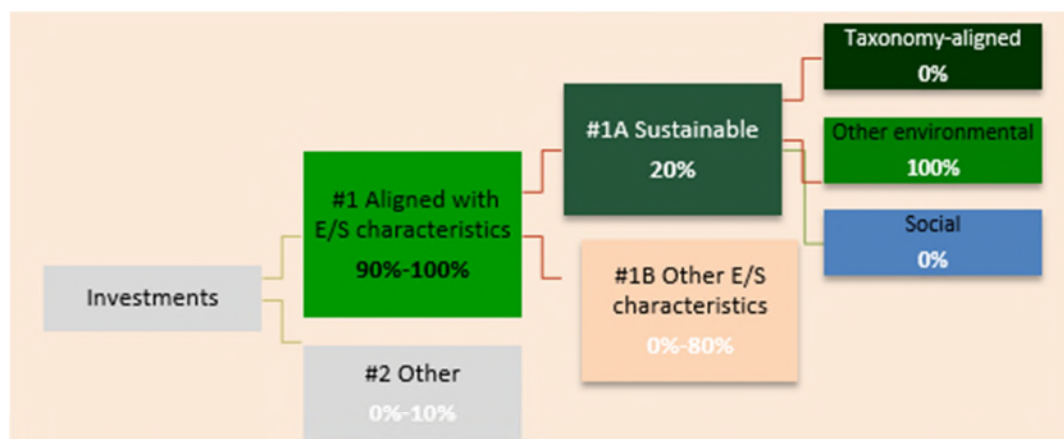 Investments
#1 Aligned with
E/S characteristics
90%-100%
#2 Other
0%-10%
#1A Sustainable
20%
#1B Other E/S
characteristics
0%-80%
Taxonomy-aligned
0%
Other environmental
100%
Social
0%